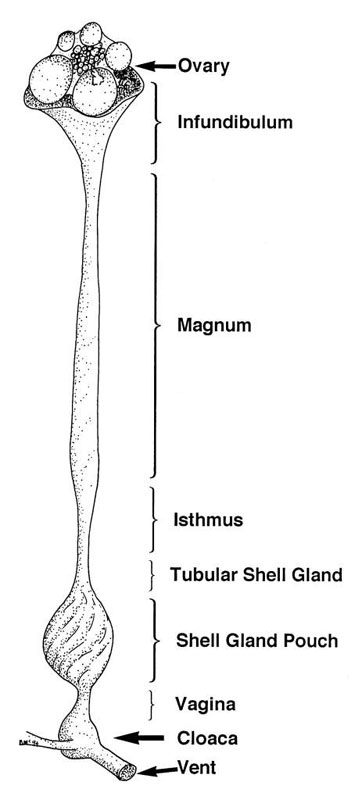 Ovary
Infundibulum
Magnum
Isthmus
Tubular Shell Gland
Shell Gland Pouch
Vagina
Cloaca
Vent